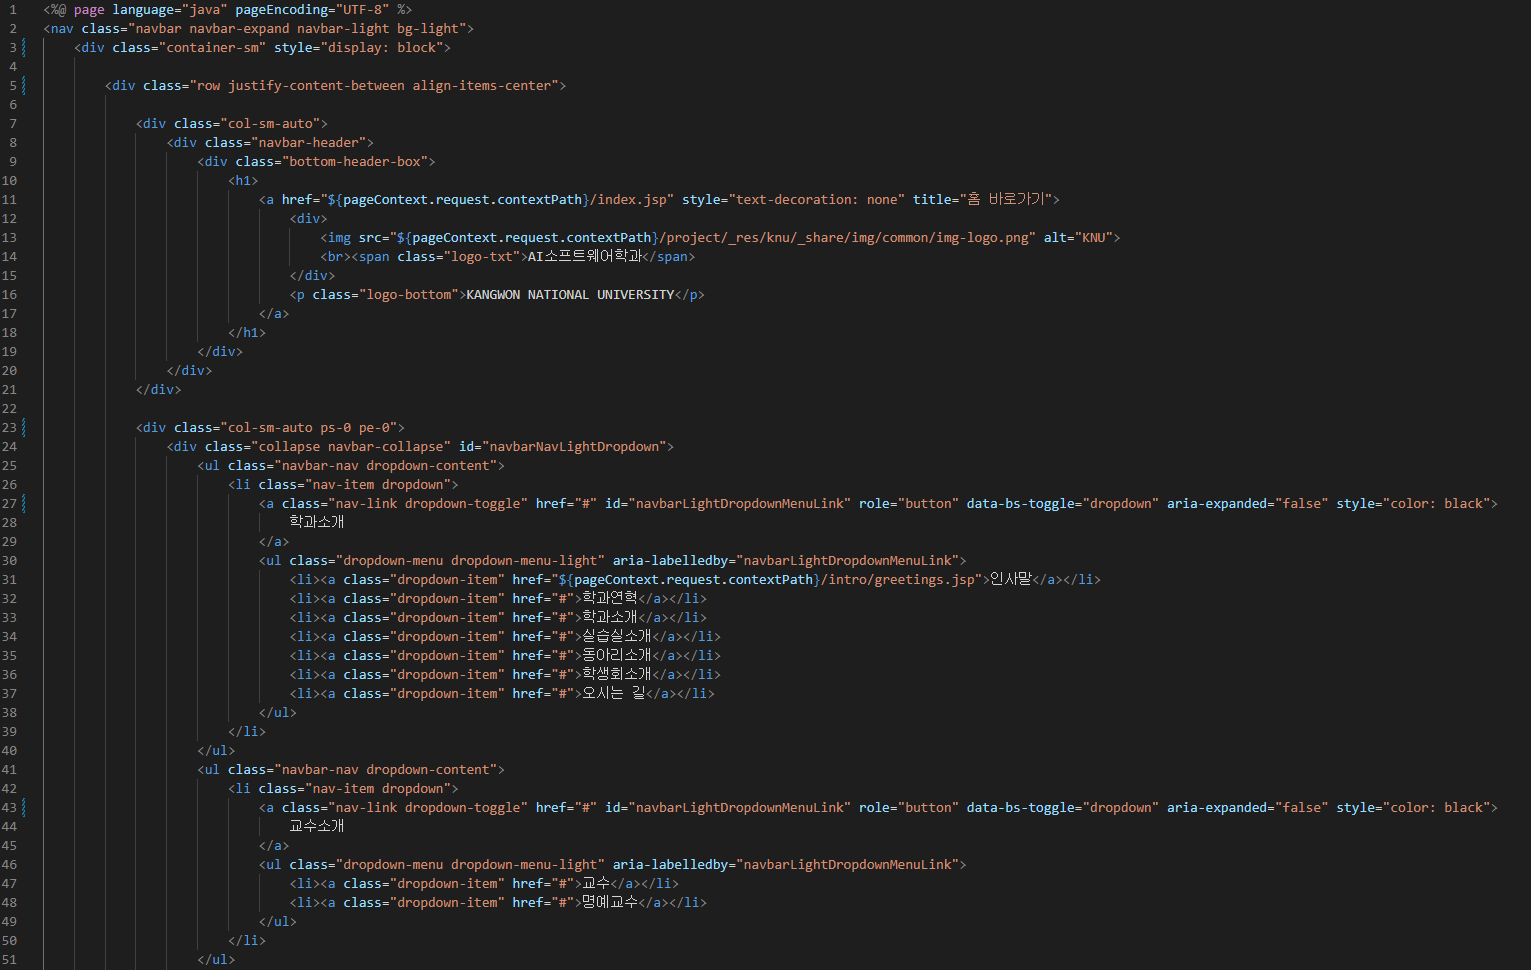 1 <%@ page language="java" pageEncoding="UTF-8" %>
2 <nav class="navbar navbar-expand navbar-light bg-light">
3 <div class="container-sm" style="display: block">
4
5 <div class="row justify-content-between align-items-center">
6
7 <div class="col-sm-auto">
8 <div class="navbar-header">
9 <div class="bottom-header-box">
10 <h1>
11 <a href="${pageContext.request.contextPath}/index.jsp" style="text-decoration: none" title="홈 바로가기">
12 <div>
13 <img src="${pageContext.request.contextPath}/project/_res/knu/_share/img/common/img-logo.png" alt="KNU">
14 <br><span class="logo-txt">AI소프트웨어학과</span>
15 </div>
16 <p class="logo-bottom">KANGWON NATIONAL UNIVERSITY</p>
17 </a>
18 </h1>
19 </div>
20 </div>
21 </div>
22
23 <div class="col-sm-auto ps-0 pe-0">
24 <div class="collapse navbar-collapse" id="navbarNavLightDropdown">
25 <ul class="navbar-nav dropdown-content">
26 <li class="nav-item dropdown">
27 <a class="nav-link dropdown-toggle" href="#" id="navbarLightDropdownMenuLink" role="button" data-bs-toggle="dropdown" aria-expanded="false" style="color: black">
28 학과소개
29 </a>
30 <ul class="dropdown-menu dropdown-menu-light" aria-labelledby="navbarLightDropdownMenuLink">
31 <li><a class="dropdown-item" href="${pageContext.request.contextPath}/intro/greetings.jsp">인사말</a></li>
32 <li><a class="dropdown-item" href="#">학과연혁</a></li>
33 <li><a class="dropdown-item" href="#">학과소개</a></li>
34 <li><a class="dropdown-item" href="#">실습실소개</a></li>
35 <li><a class="dropdown-item" href="#">동아리소개</a></li>
36 <li><a class="dropdown-item" href="#">학생회소개</a></li>
37 <li><a class="dropdown-item" href="#">오시는 길</a></li>
38 </ul>
39 </li>
40 </ul>
41 <ul class="navbar-nav dropdown-content">
42 <li class="nav-item dropdown">
43 <a class="nav-link dropdown-toggle" href="#" id="navbarLightDropdownMenuLink" role="button" data-bs-toggle="dropdown" aria-expanded="false" style="color: black">
44 교수소개
45 </a>
46 <ul class="dropdown-menu dropdown-menu-light" aria-labelledby="navbarLightDropdownMenuLink">
47 <li><a class="dropdown-item" href="#">교수</a></li>
48 <li><a class="dropdown-item" href="#">명예교수</a></li>
49 </ul>
50 </li>
51 </ul>